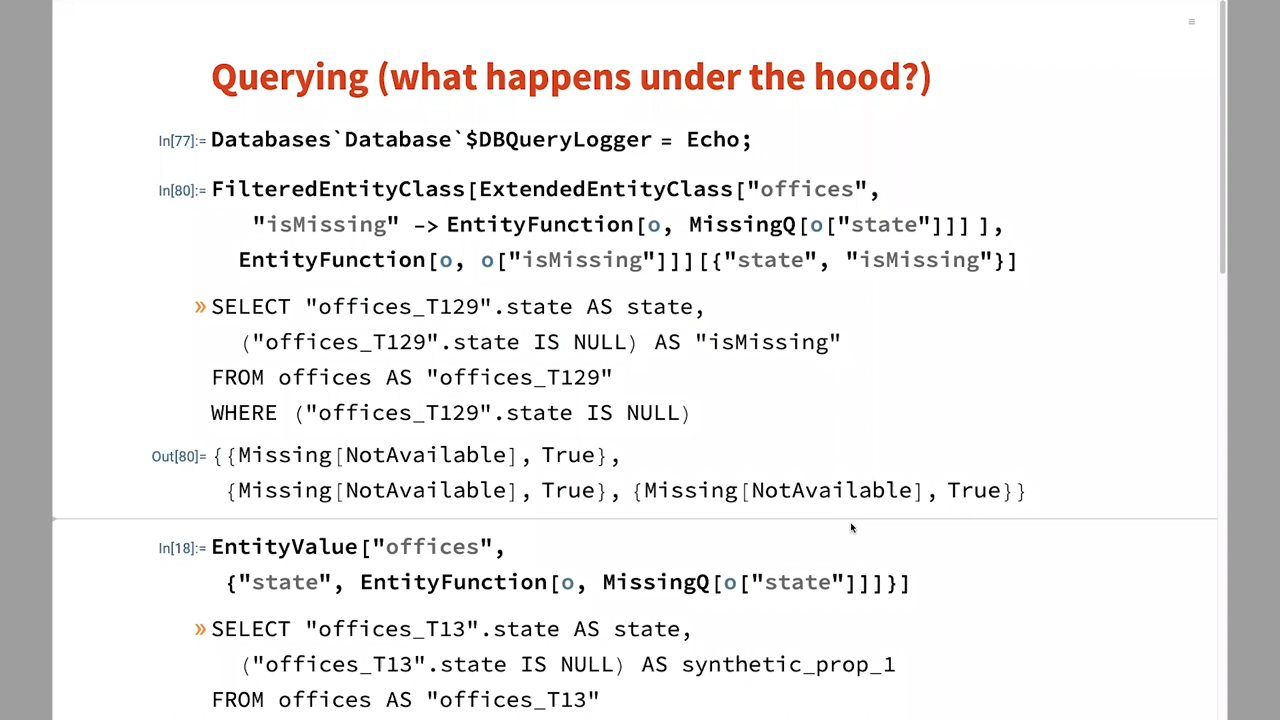 ≡
Querying (what happens under the hood?)
In[77]:= Databases`Database`$DBQueryLogger = Echo;
In[80]:= FilteredEntityClass[ExtendedEntityClass["offices",
"isMissing" -> EntityFunction[o, MissingQ[o["state"]]] ],
EntityFunction[o, o["isMissing"]]][{"state", "isMissing"}]
» SELECT "offices_T129".state AS state,
("offices_T129".state IS NULL) AS "isMissing"
FROM offices AS "offices_T129"
WHERE ("offices_T129".state IS NULL)
Out[80]= {{Missing[NotAvailable], True},
{Missing[NotAvailable], True}, {Missing[NotAvailable], True}}
In[18]:= EntityValue["offices",
{"state", EntityFunction[o, MissingQ[o["state"]]]}]
» SELECT "offices_T13".state AS state,
("offices_T13".state IS NULL) AS synthetic_prop_1
FROM offices AS "offices_T13"